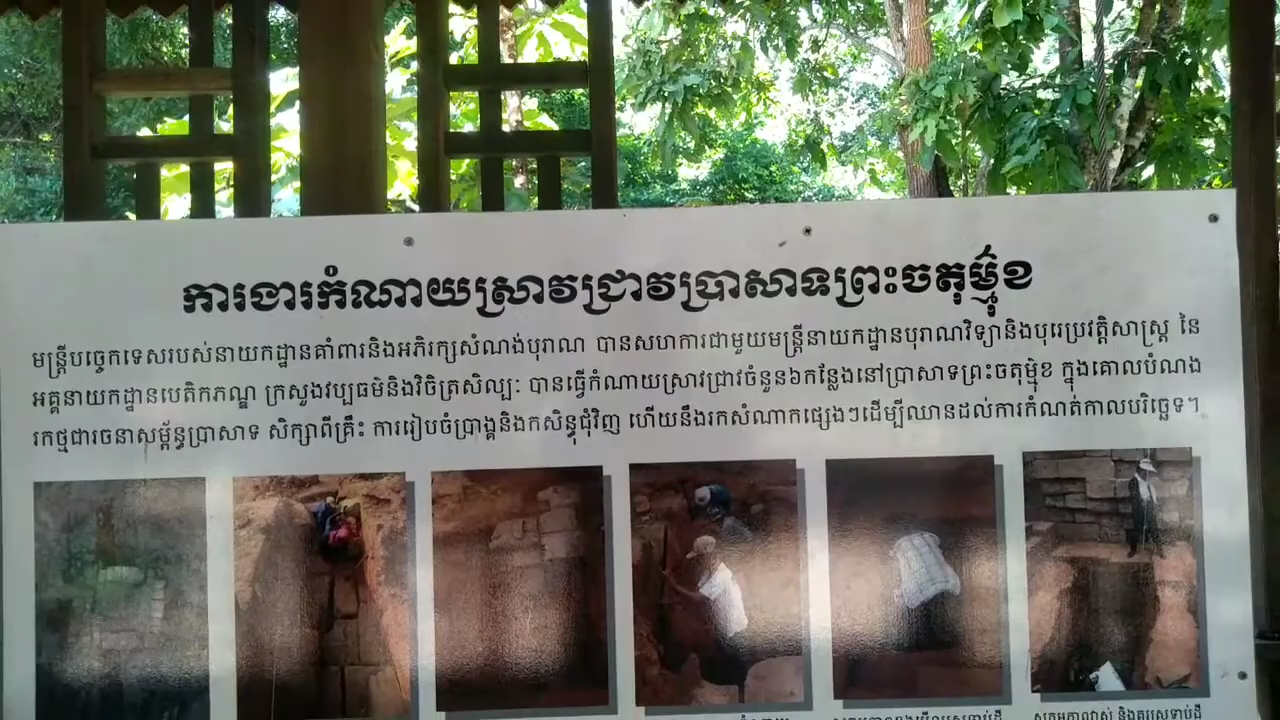 ការងារកំណាយស្រាវជ្រាវប្រាសាទព្រះចតុម៌្មុខ
មន្ត្រីបច្ចេកទេសរបស់នាយកដ្ឋានគាំពារនិងអភិរក្សសំណង់បុរាណ បានសហការជាមួយមន្ត្រីនាយកដ្ឋានបុរាណវិទ្យានិងបុរេប្រវត្តិសាស្ត្រ នៃ
អគ្គនាយកដ្ឋានបេតិកភណ្ឌ ក្រសួងវប្បធម៌និងវិចិត្រសិល្បៈ បានធ្វើកំណាយស្រាវជ្រាវចំនួន៦កន្លែងនៅប្រាសាទព្រះចតុម្មុខ ក្នុងគោលបំណង
រកថ្មជារចនាសម្ព័ន្ធប្រាសាទ សិក្សាពីគ្រឹះ ការរៀបចំប្រាង្គនិងកសិន្ធុជុំវិញ ហើយនឹងរកសំណាកផ្សេងៗដើម្បីឈានដល់ការកំណត់កាលបរិច្ឆេទ។